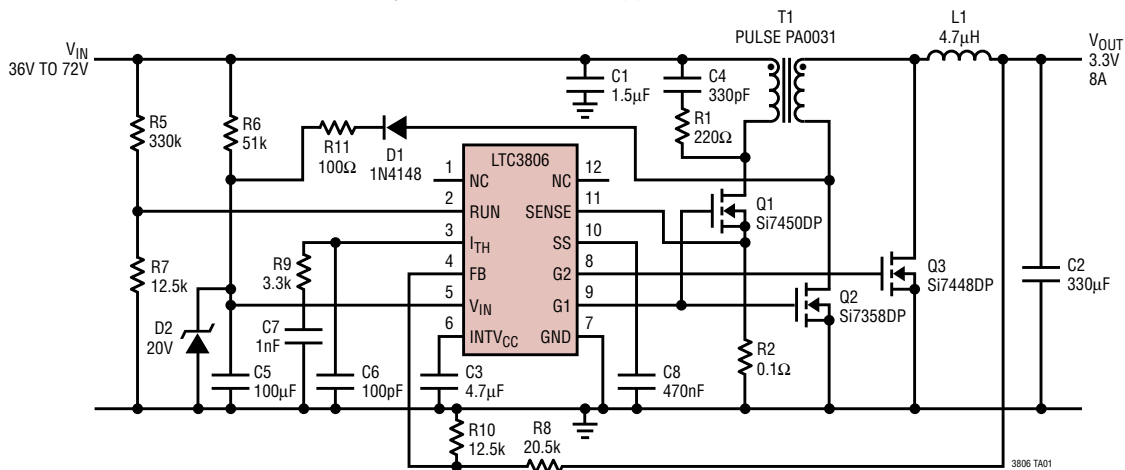 T1
PULSE PA0031
L1
4.7µH
VIN
36V TO 72V
VOUT
3.3V
8A
C1
1.5µF
C4
330pF
R1
220Ω
R5
330k
R6
51k
R11
100Ω
D1
1N4148
LTC3806
1
NC
12
NC
2
RUN
11
SENSE
3
ITH
10
SS
4
FB
8
G2
5
VIN
9
G1
6
INTVCC
7
GND
Q1
Si7450DP
Q2
Si7358DP
Q3
Si7448DP
C2
330µF
R7
12.5k
R9
3.3k
D2
20V
C7
1nF
C5
100µF
C6
100pF
C3
4.7µF
C8
470nF
R2
0.1Ω
R10
12.5k
R8
20.5k
3806 TA01